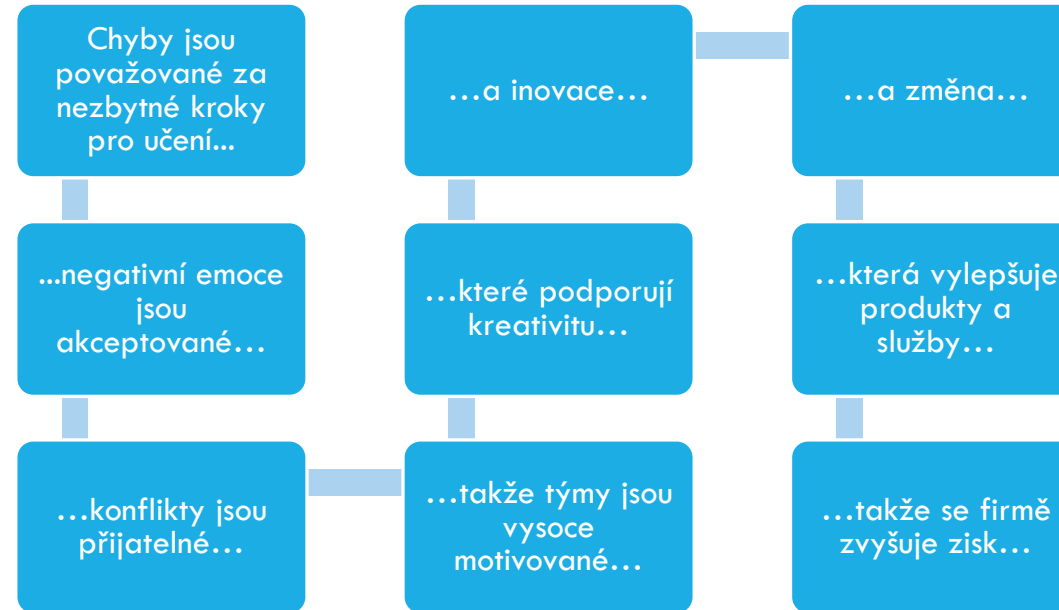 Chyby jsou
považované za
nezbytné kroky
pro učení...
...negativní emoce
jsou
akceptované…
…konflikty jsou
přijatelné…
…takže týmy jsou
vysoce
motivované…
…které podporují
kreativitu…
…a inovace…
…a změna…
…která vylepšuje
produkty a
služby…
…takže se firmě
zvyšuje zisk…